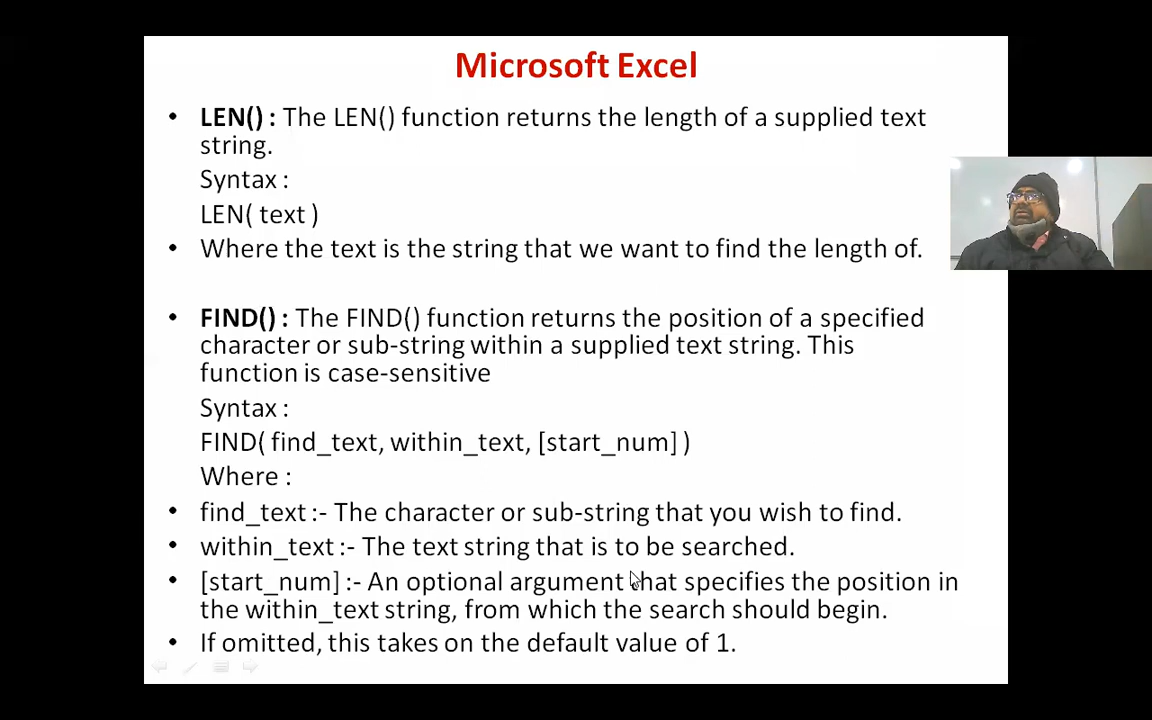 Microsoft Excel
• LEN() : The LEN() function returns the length of a supplied text
string.
Syntax :
LEN( text )
• Where the text is the string that we want to find the length of.
• FIND() : The FIND() function returns the position of a specified
character or sub-string within a supplied text string. This
function is case-sensitive
Syntax :
FIND( find_text, within_text, [start_num] )
Where :
• find_text :- The character or sub-string that you wish to find.
• within_text :- The text string that is to be searched.
• [start_num] :- An optional argument that specifies the position in
the within_text string, from which the search should begin.
• If omitted, this takes on the default value of 1.